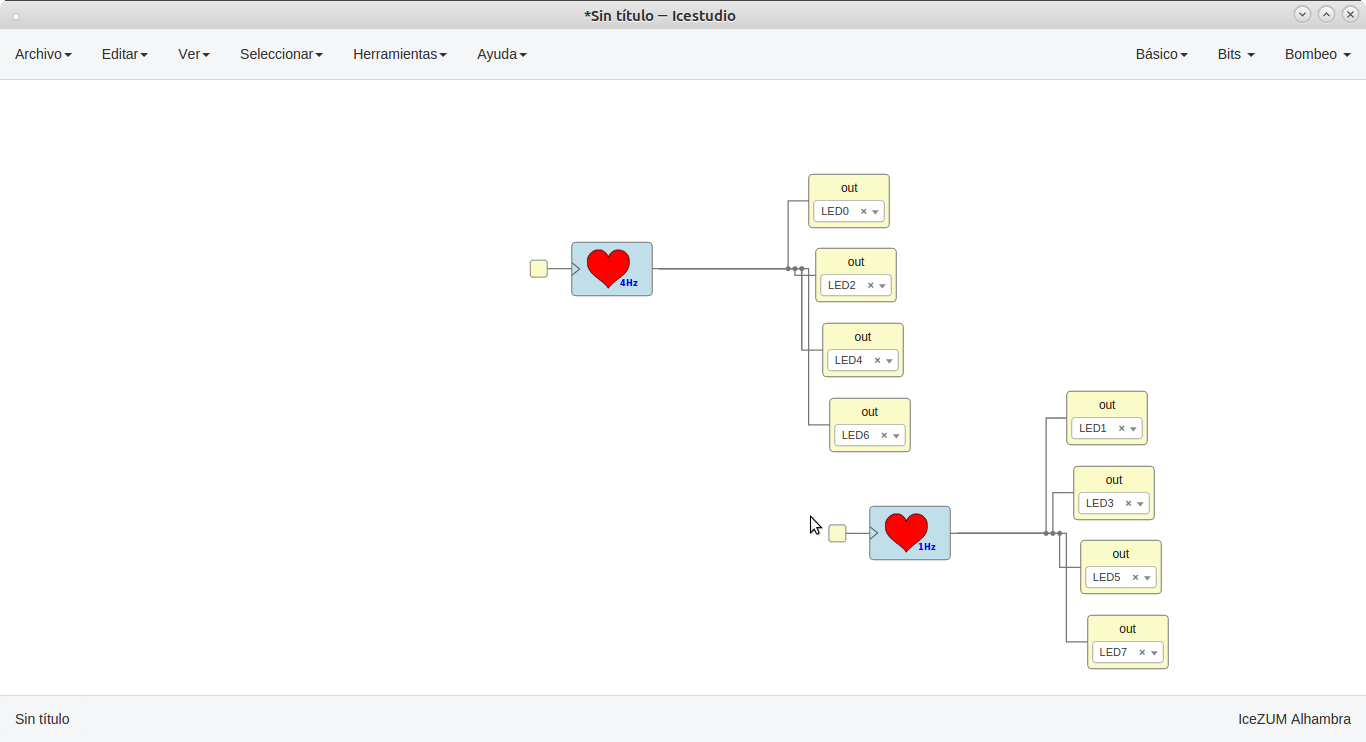 *Sin título — Icestudio
Archivo Editar Ver Seleccionar Herramientas Ayuda Básico Bits Bombeo
out
LED0 ×
4Hz
out
LED2 ×
out
LED4 ×
out
LED6 ×
out
LED1 ×
out
LED3 ×
1Hz
out
LED5 ×
out
LED7 ×
Sin título IceZUM Alhambra